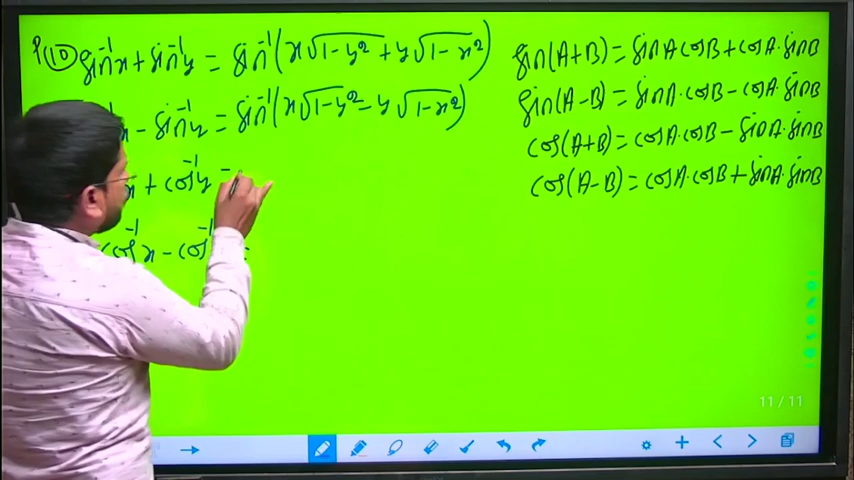 P(10) sin⁻¹x + sin⁻¹y = sin⁻¹(x√1-y² + y√1-x²)
- sin⁻¹y = sin⁻¹(x√1-y² - y√1-x²)
x + cos⁻¹y =
cos⁻¹x - cos⁻¹ =
sin(A+B) = sinA cosB + cosA·sinB
sin(A-B) = sinA·cosB - cosA·sinB
cos(A+B) = cosA·cosB - sinA·sinB
cos(A-B) = cosA·cosB + sinA·sinB
11/11